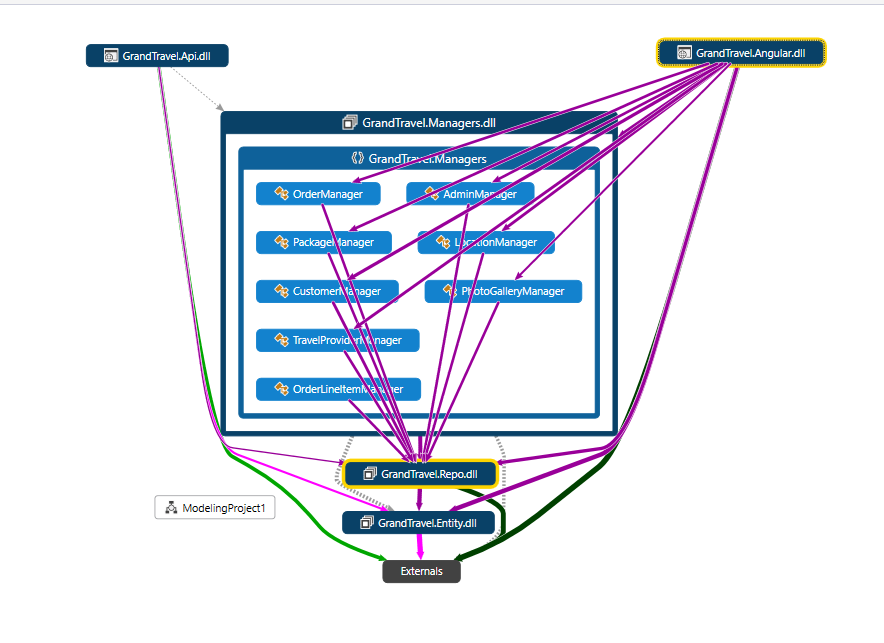 GrandTravel.Api.dll
GrandTravel.Angular.dll
GrandTravel.Managers.dll
GrandTravel.Managers
OrderManager
AdminManager
PackageManager
LocationManager
CustomerManager
PhotoGalleryManager
TravelProviderManager
OrderLineItemManager
GrandTravel.Repo.dll
ModelingProject1
GrandTravel.Entity.dll
Externals